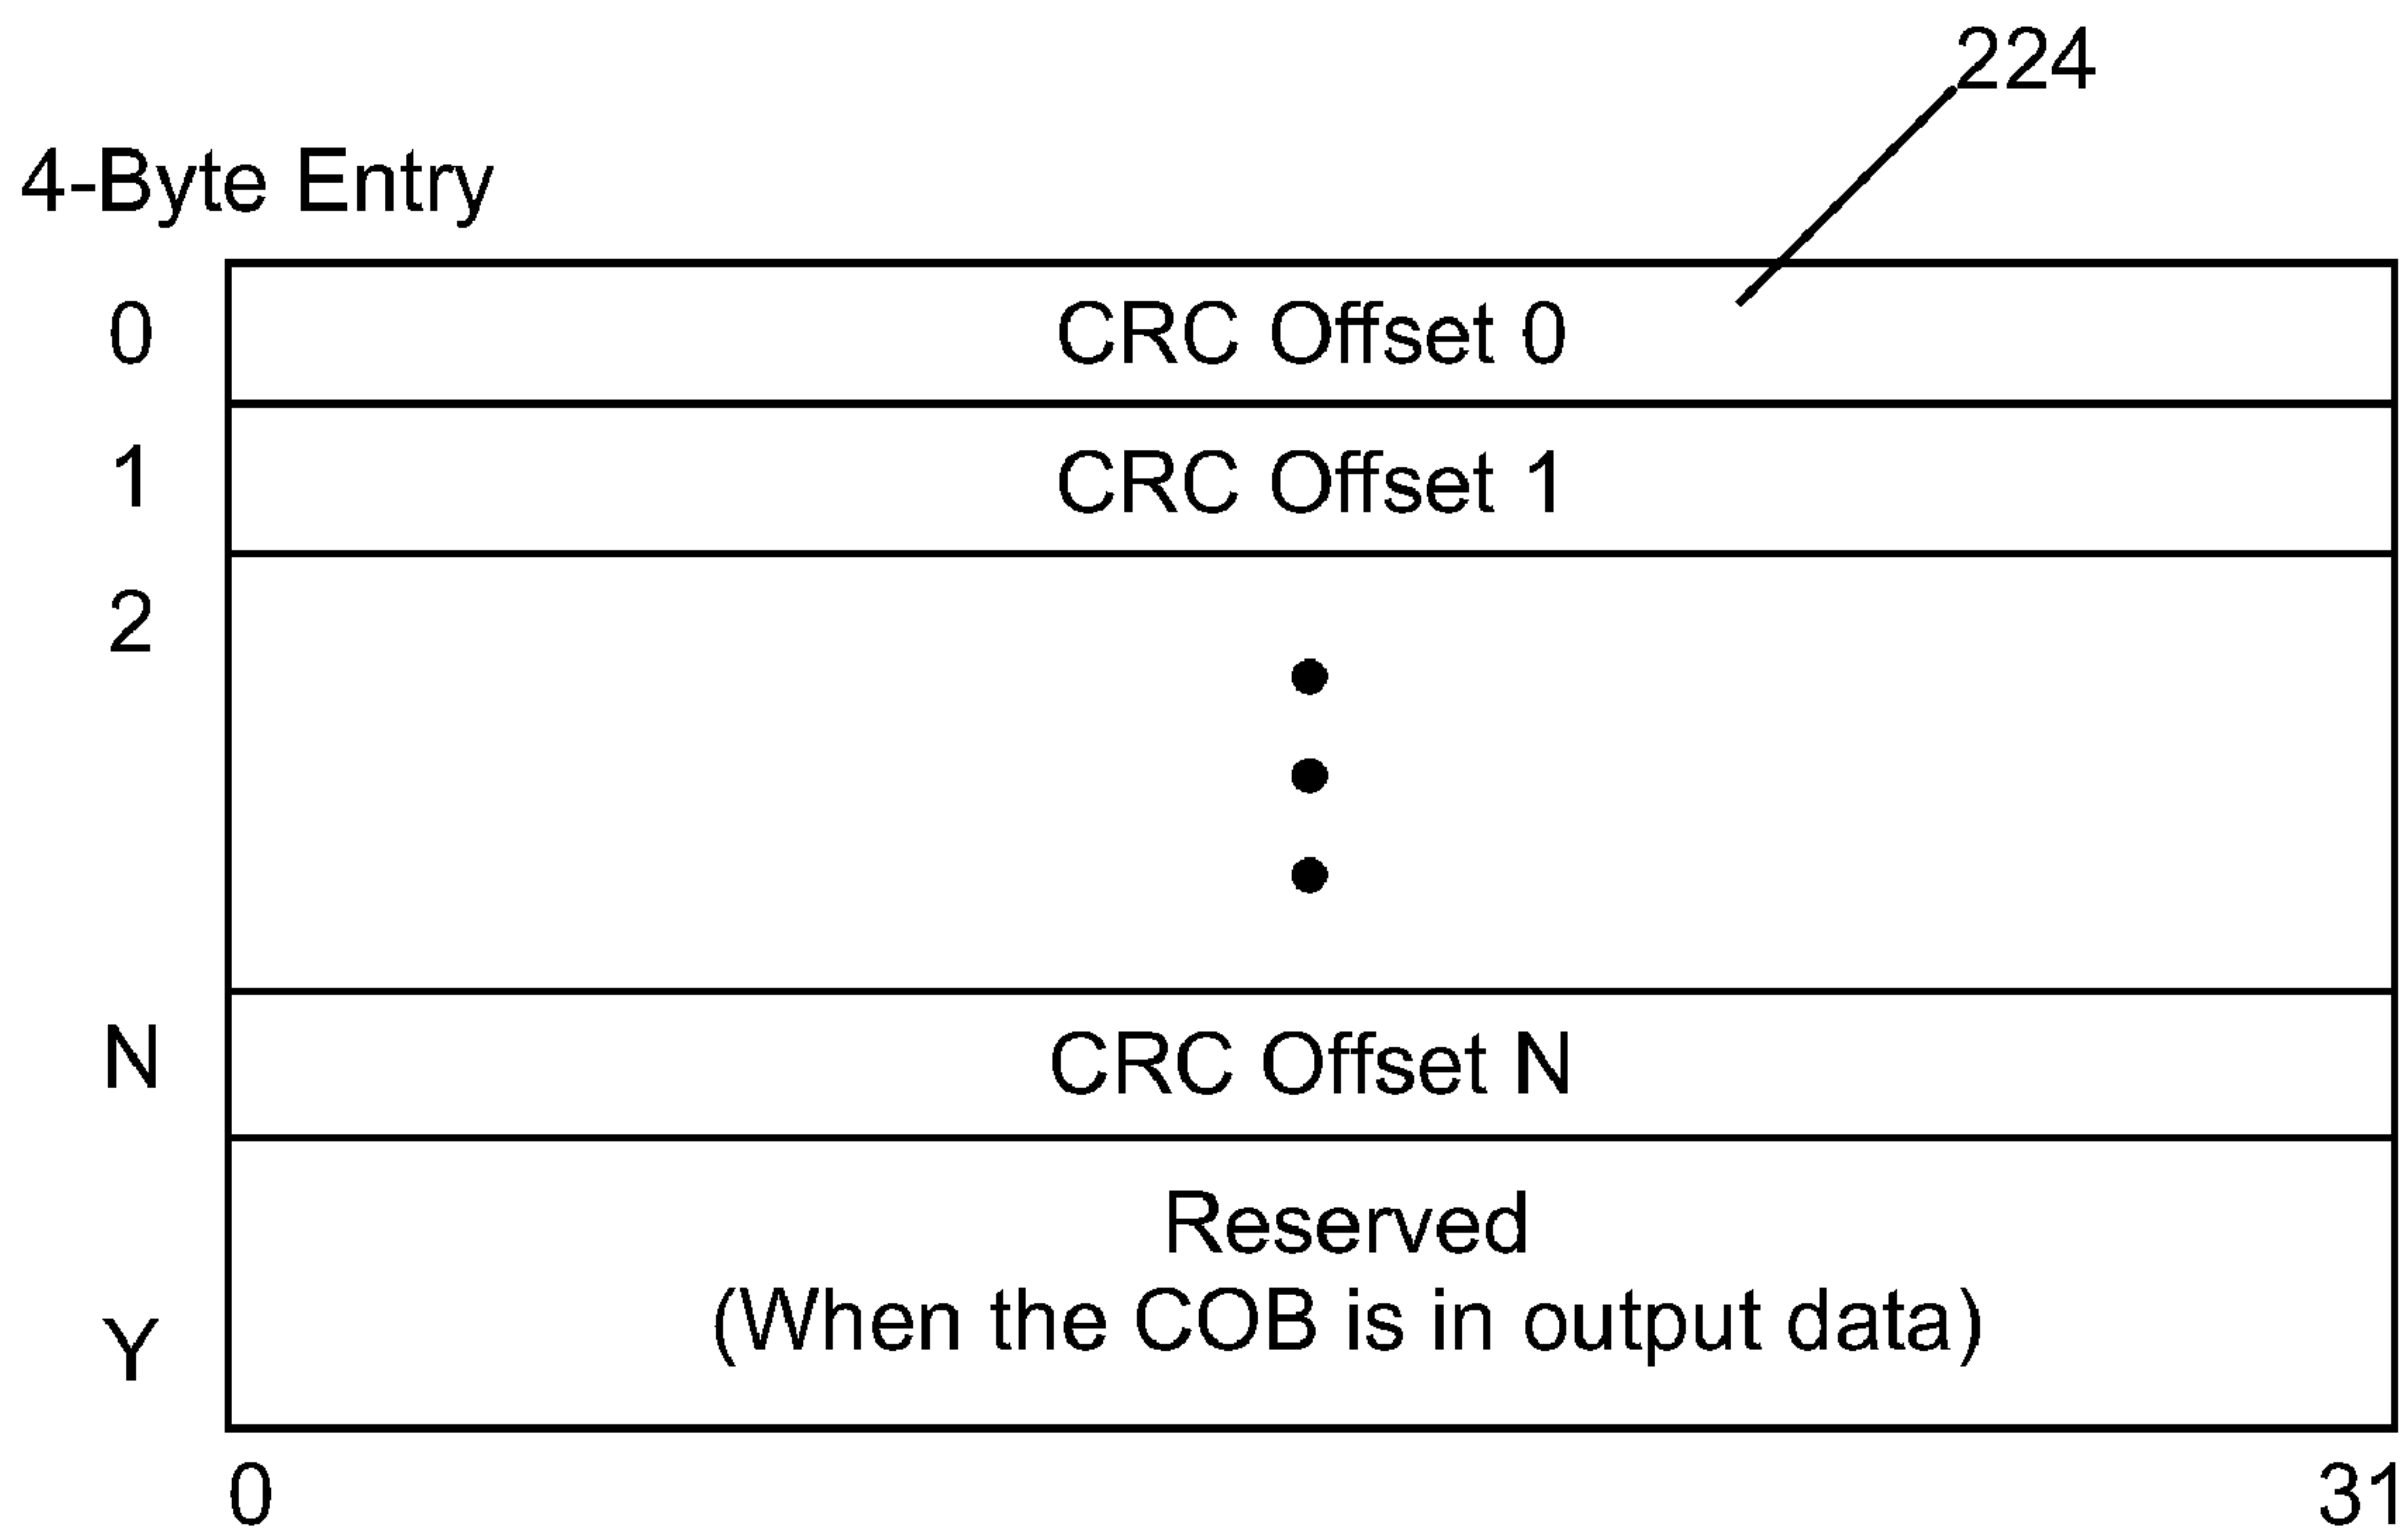 224
4-Byte Entry
0 CRC Offset 0
1 CRC Offset 1
2
N CRC Offset N
Reserved
Y (When the COB is in output data)
0 31